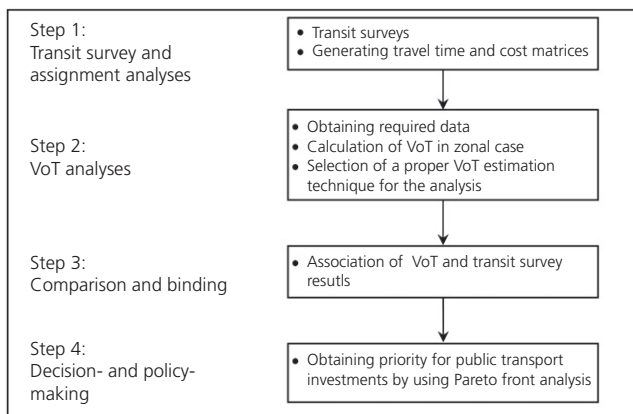 Step 1:
Transit survey and
assignment analyses
• Transit surveys
• Generating travel time and cost matrices
Step 2:
VoT analyses
• Obtaining required data
• Calculation of VoT in zonal case
• Selection of a proper VoT estimation
technique for the analysis
Step 3:
Comparison and binding
• Association of VoT and transit survey
resutls
Step 4:
Decision- and policy-
making
• Obtaining priority for public transport
investments by using Pareto front analysis